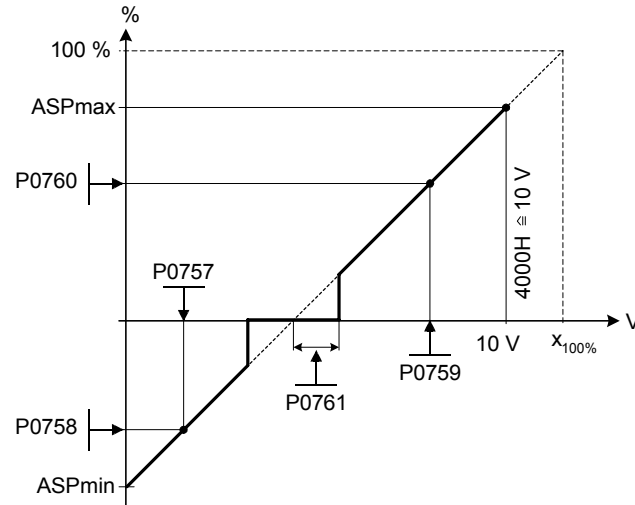 %
100 %
ASPmax
P0760
4000H ≙ 10 V
P0757
V
10 V
x100%
P0759
P0761
P0758
ASPmin